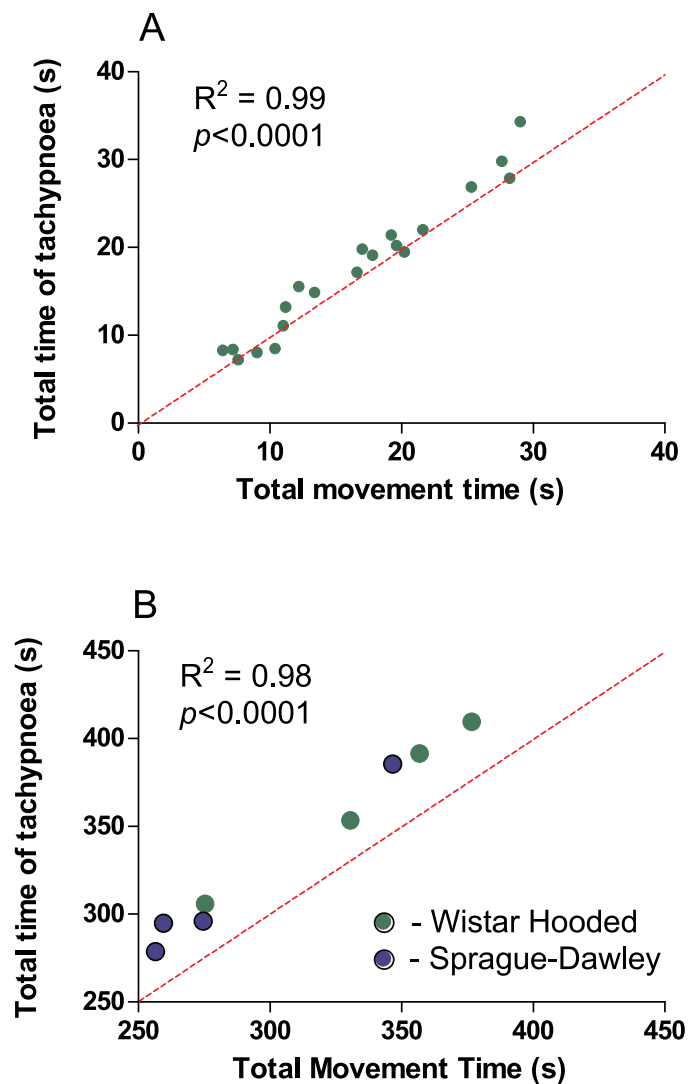 A
R² = 0.99
p<0.0001
Total time of tachypnoea (s)
40
30
20
10
0
0 10 20 30 40
Total movement time (s)
B
R² = 0.98
p<0.0001
Total time of tachypnoea (s)
450
400
350
300
250
250 300 350 400 450
- Wistar Hooded
- Sprague-Dawley
Total Movement Time (s)